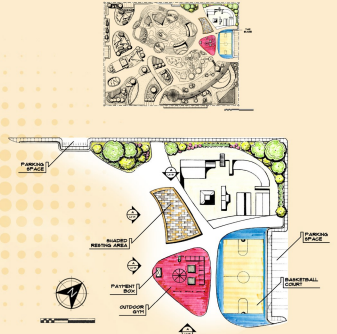 PARKING
SPACE
SHADED
RESTING AREA
PARKING
SPACE
PAYMENT
BOX
BASKETBALL
COURT
OUTDOOR
GYM